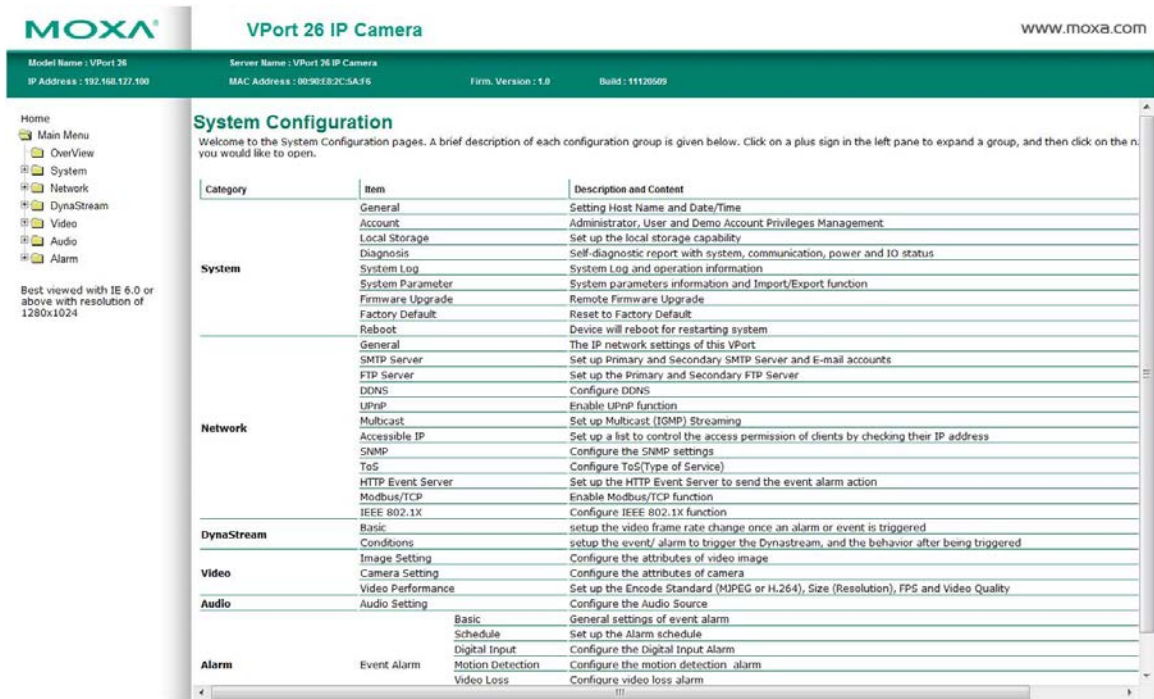 MOXA
VPort 26 IP Camera
www.moxa.com
Model Name : VPort 26
Server Name : VPort 26 IP Camera
IP Address : 192.168.127.100
MAC Address : 00:90:E8:2C:5A:F6
Firm. Version : 1.0
Build : 11120509
Home
Main Menu
OverView
System
Network
DynaStream
Video
Audio
Alarm
Best viewed with IE 6.0 or
above with resolution of
1280x1024
System Configuration
Welcome to the System Configuration pages. A brief description of each configuration group is given below. Click on a plus sign in the left pane to expand a group, and then click on the n
you would like to open.
Category Item Description and Content
System
General Setting Host Name and Date/Time
Account Administrator, User and Demo Account Privileges Management
Local Storage Set up the local storage capability
Diagnosis Self-diagnostic report with system, communication, power and IO status
System Log System Log and operation information
System Parameter System parameters information and Import/Export function
Firmware Upgrade Remote Firmware Upgrade
Factory Default Reset to Factory Default
Reboot Device will reboot for restarting system
Network
General The IP network settings of this VPort
SMTP Server Set up Primary and Secondary SMTP Server and E-mail accounts
FTP Server Set up the Primary and Secondary FTP Server
DDNS Configure DDNS
UPnP Enable UPnP function
Multicast Set up Multicast (IGMP) Streaming
Accessible IP Set up a list to control the access permission of clients by checking their IP address
SNMP Configure the SNMP settings
ToS Configure ToS(Type of Service)
HTTP Event Server Set up the HTTP Event Server to send the event alarm action
Modbus/TCP Enable Modbus/TCP function
IEEE 802.1X Configure IEEE 802.1X function
DynaStream
Basic setup the video frame rate change once an alarm or event is triggered
Conditions setup the event/ alarm to trigger the Dynastream, and the behavior after being triggered
Video
Image Setting Configure the attributes of video image
Camera Setting Configure the attributes of camera
Video Performance Set up the Encode Standard (MJPEG or H.264), Size (Resolution), FPS and Video Quality
Audio Audio Setting Configure the Audio Source
Alarm Event Alarm
Basic General settings of event alarm
Schedule Set up the Alarm schedule
Digital Input Configure the Digital Input Alarm
Motion Detection Configure the motion detection alarm
Video Loss Configure video loss alarm